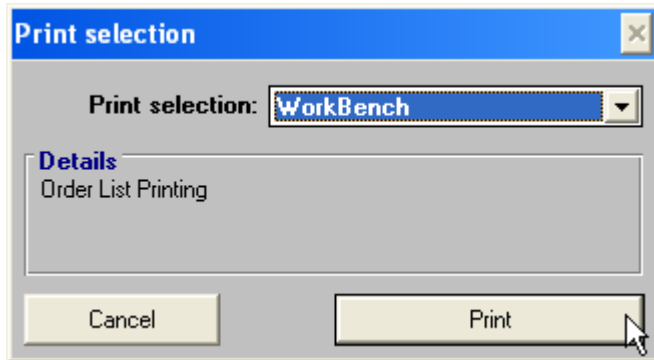 Print selection
Print selection: WorkBench
Details
Order List Printing
Cancel Print